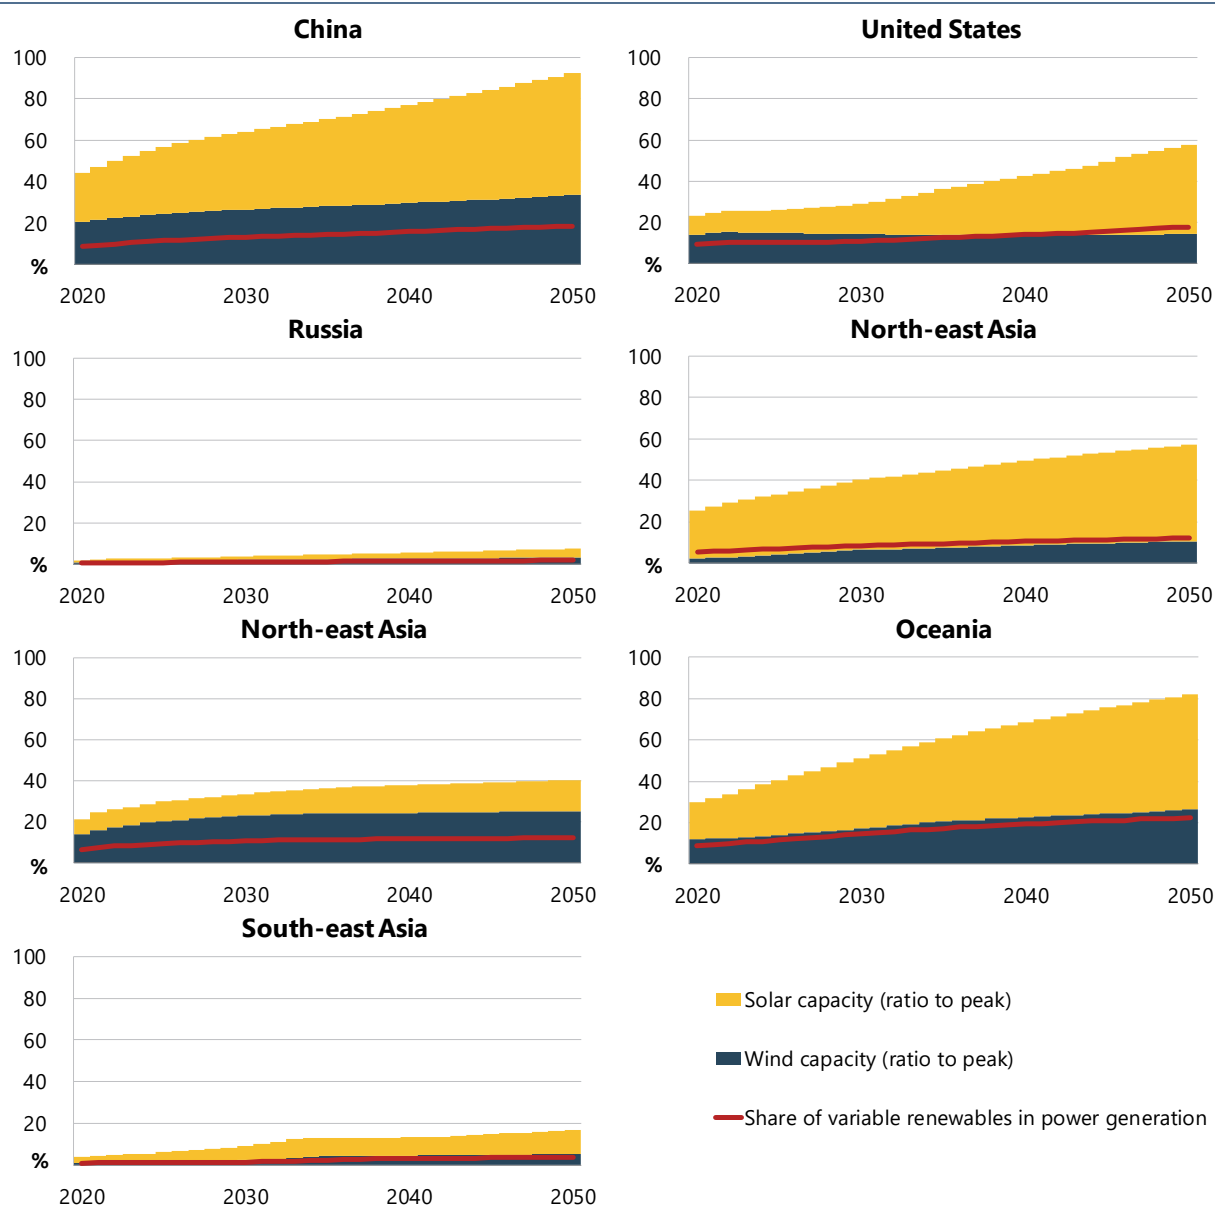 China
100
80
60
40
20
%
2020 2030 2040 2050
United States
100
80
60
40
20
%
2020 2030 2040 2050
Russia
100
80
60
40
20
%
2020 2030 2040 2050
North-east Asia
100
80
60
40
20
%
2020 2030 2040 2050
North-east Asia
100
80
60
40
20
%
2020 2030 2040 2050
Oceania
100
80
60
40
20
%
2020 2030 2040 2050
South-east Asia
100
80
60
40
20
%
2020 2030 2040 2050
Solar capacity (ratio to peak)
Wind capacity (ratio to peak)
Share of variable renewables in power generation